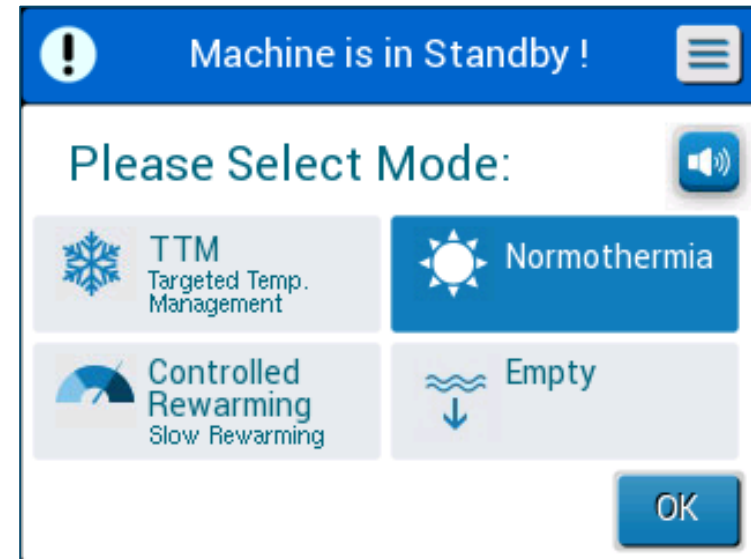 Machine is in Standby !
Please Select Mode:
TTM
Targeted Temp.
Management
Normothermia
Controlled
Rewarming
Slow Rewarming
Empty
OK